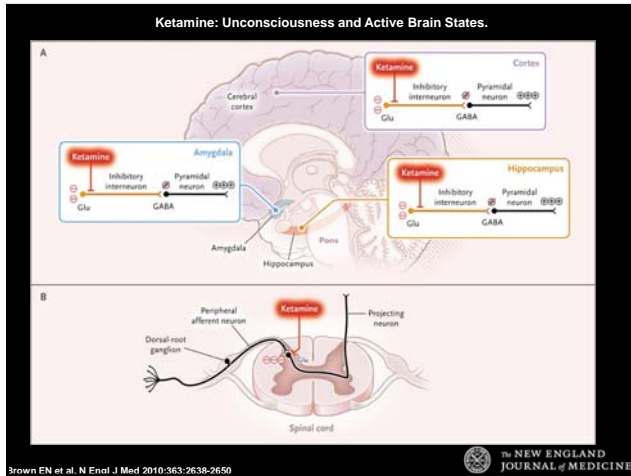 Ketamine: Unconsciousness and Active Brain States.
A
Cortex
Ketamine
Inhibitory
interneuron
Pyramidal
neuron
⊕⊕⊕
⊖
⊖
Glu
GABA
Cerebral
cortex
Amygdala
Ketamine
Inhibitory
interneuron
Pyramidal
neuron
⊕⊕⊕
⊖
⊖
Glu
GABA
Hippocampus
Ketamine
Inhibitory
interneuron
Pyramidal
neuron
⊕⊕⊕
⊖
⊖
Glu
GABA
Amygdala
Pons
Hippocampus
B
Peripheral
afferent neuron
Ketamine
Projecting
neuron
Dorsal-root
ganglion
⊖⊖⊖
Glu
Spinal cord
Brown EN et al. N Engl J Med 2010;363:2638-2650
The NEW ENGLAND
JOURNAL of MEDICINE